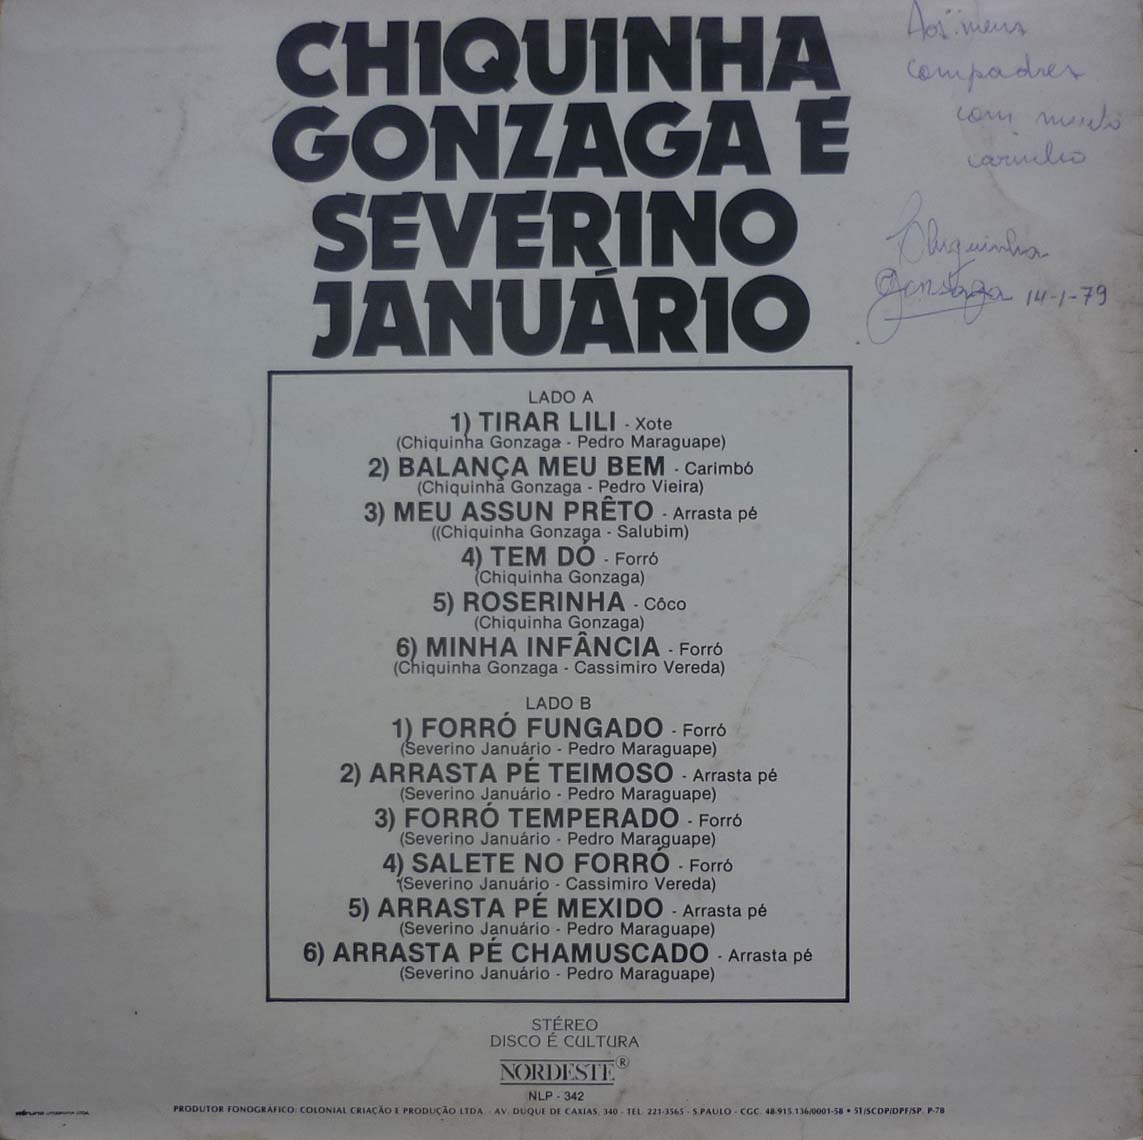 CHIQUINHA
GONZAGA E
SEVERINO
JANUÁRIO
Aos meus
compadres
com muito
carinho
Chiquinha
Gonzaga 14-1-79
LADO A
1) TIRAR LILI - Xote
(Chiquinha Gonzaga - Pedro Maraguape)
2) BALANÇA MEU BEM - Carimbó
(Chiquinha Gonzaga - Pedro Vieira)
3) MEU ASSUN PRÊTO - Arrasta pé
((Chiquinha Gonzaga - Salubim)
4) TEM DÓ - Forró
(Chiquinha Gonzaga)
5) ROSERINHA - Côco
(Chiquinha Gonzaga)
6) MINHA INFÂNCIA - Forró
(Chiquinha Gonzaga - Cassimiro Vereda)
LADO B
1) FORRÓ FUNGADO - Forró
(Severino Januário - Pedro Maraguape)
2) ARRASTA PÉ TEIMOSO - Arrasta pé
(Severino Januário - Pedro Maraguape)
3) FORRÓ TEMPERADO - Forró
(Severino Januário - Pedro Maraguape)
4) SALETE NO FORRÓ - Forró
(Severino Januário - Cassimiro Vereda)
5) ARRASTA PÉ MEXIDO - Arrasta pé
(Severino Januário - Pedro Maraguape)
6) ARRASTA PÉ CHAMUSCADO - Arrasta pé
(Severino Januário - Pedro Maraguape)
STÉREO
DISCO É CULTURA
NORDESTE®
NLP - 342
PRODUTOR FONOGRÁFICO: COLONIAL CRIAÇÃO E PRODUÇÃO LTDA - AV. DUQUE DE CAXIAS, 340 - TEL. 221-3565 - S.PAULO - CGC. 48.915.136/0001-58 • 51/SCDP/DPF/SP. P-78